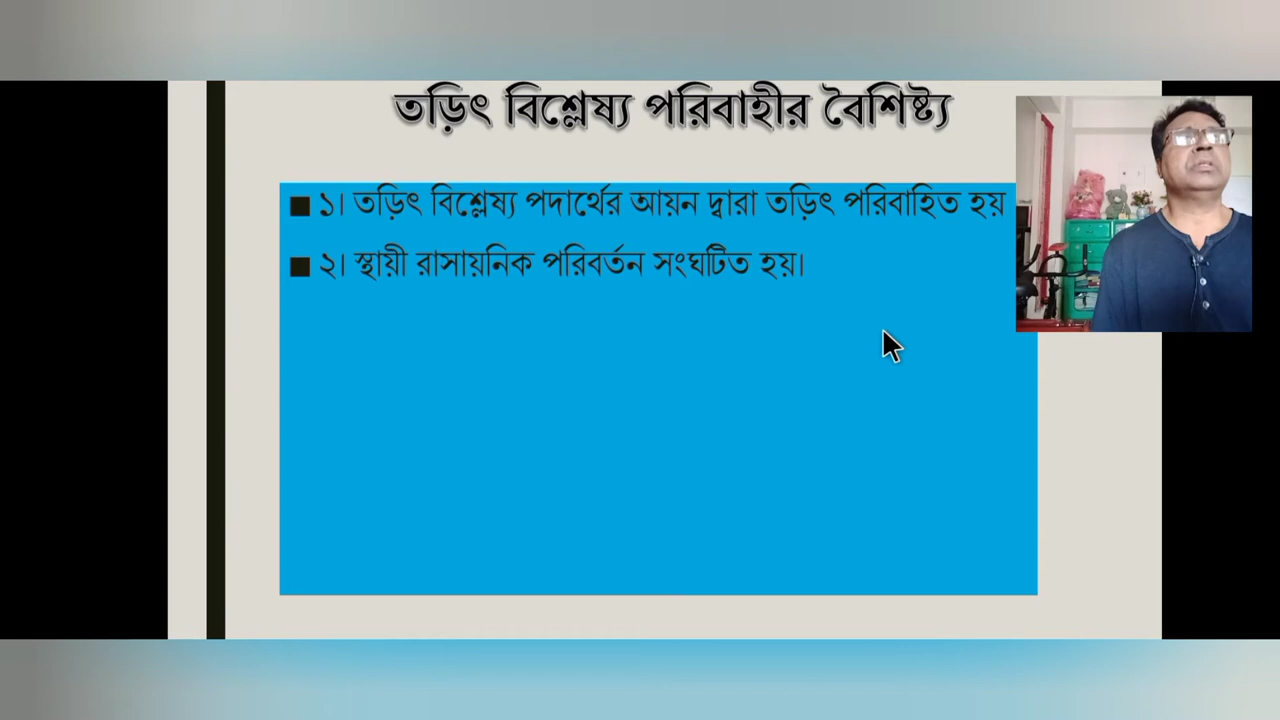 তড়িৎ বিশ্লেষ্য পরিবাহীর বৈশিষ্ট্য
১। তড়িৎ বিশ্লেষ্য পদার্থের আয়ন দ্বারা তড়িৎ পরিবাহিত হয়
২। স্থায়ী রাসায়নিক পরিবর্তন সংঘটিত হয়।